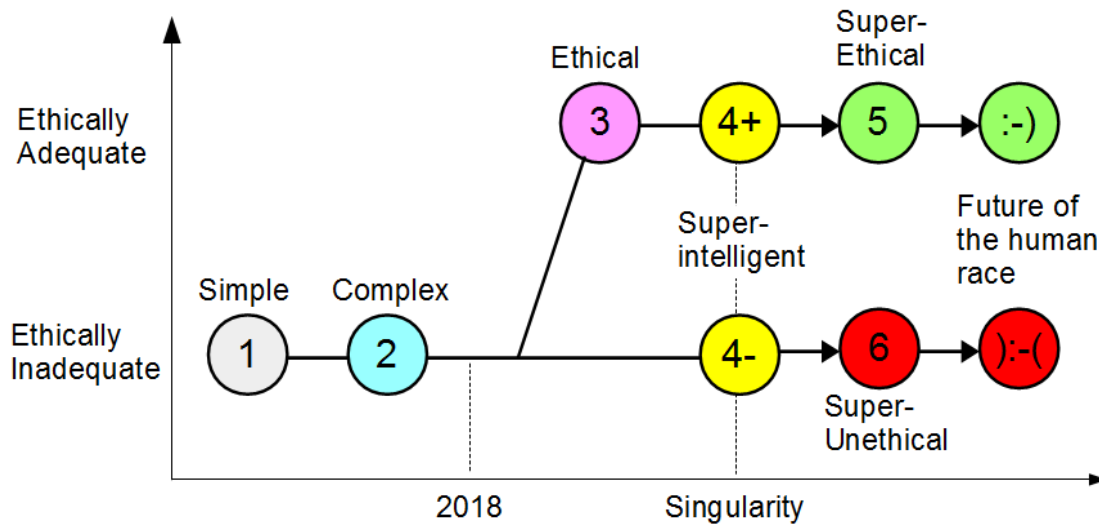 Super-
Ethical
Ethical
Ethically
Adequate
3
4+
5
:-)
Super-
intelligent
Future of
the human
race
Simple
Complex
Ethically
Inadequate
1
2
4-
6
):-(
Super-
Unethical
2018
Singularity